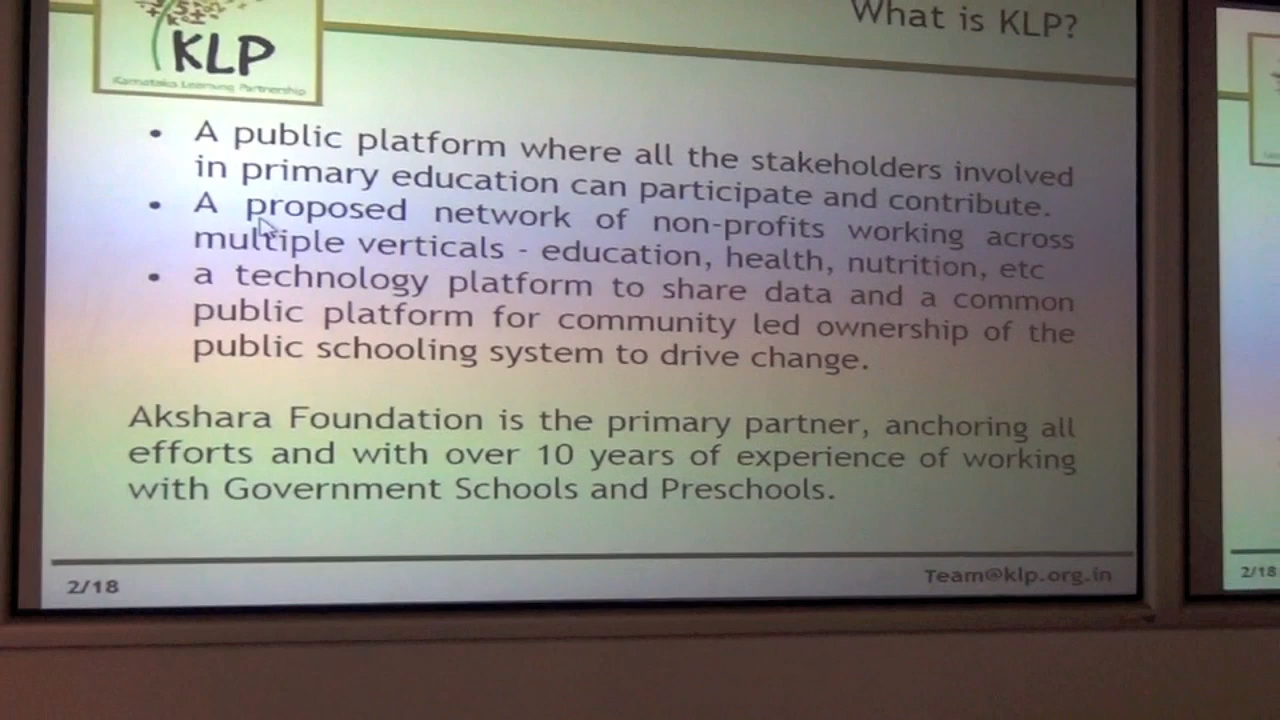 What is KLP?
KLP
Karnataka Learning Partnership
• A public platform where all the stakeholders involved
in primary education can participate and contribute.
• A proposed network of non-profits working across
multiple verticals - education, health, nutrition, etc
• a technology platform to share data and a common
public platform for community led ownership of the
public schooling system to drive change.
Akshara Foundation is the primary partner, anchoring all
efforts and with over 10 years of experience of working
with Government Schools and Preschools.
2/18
Team@klp.org.in
2/18